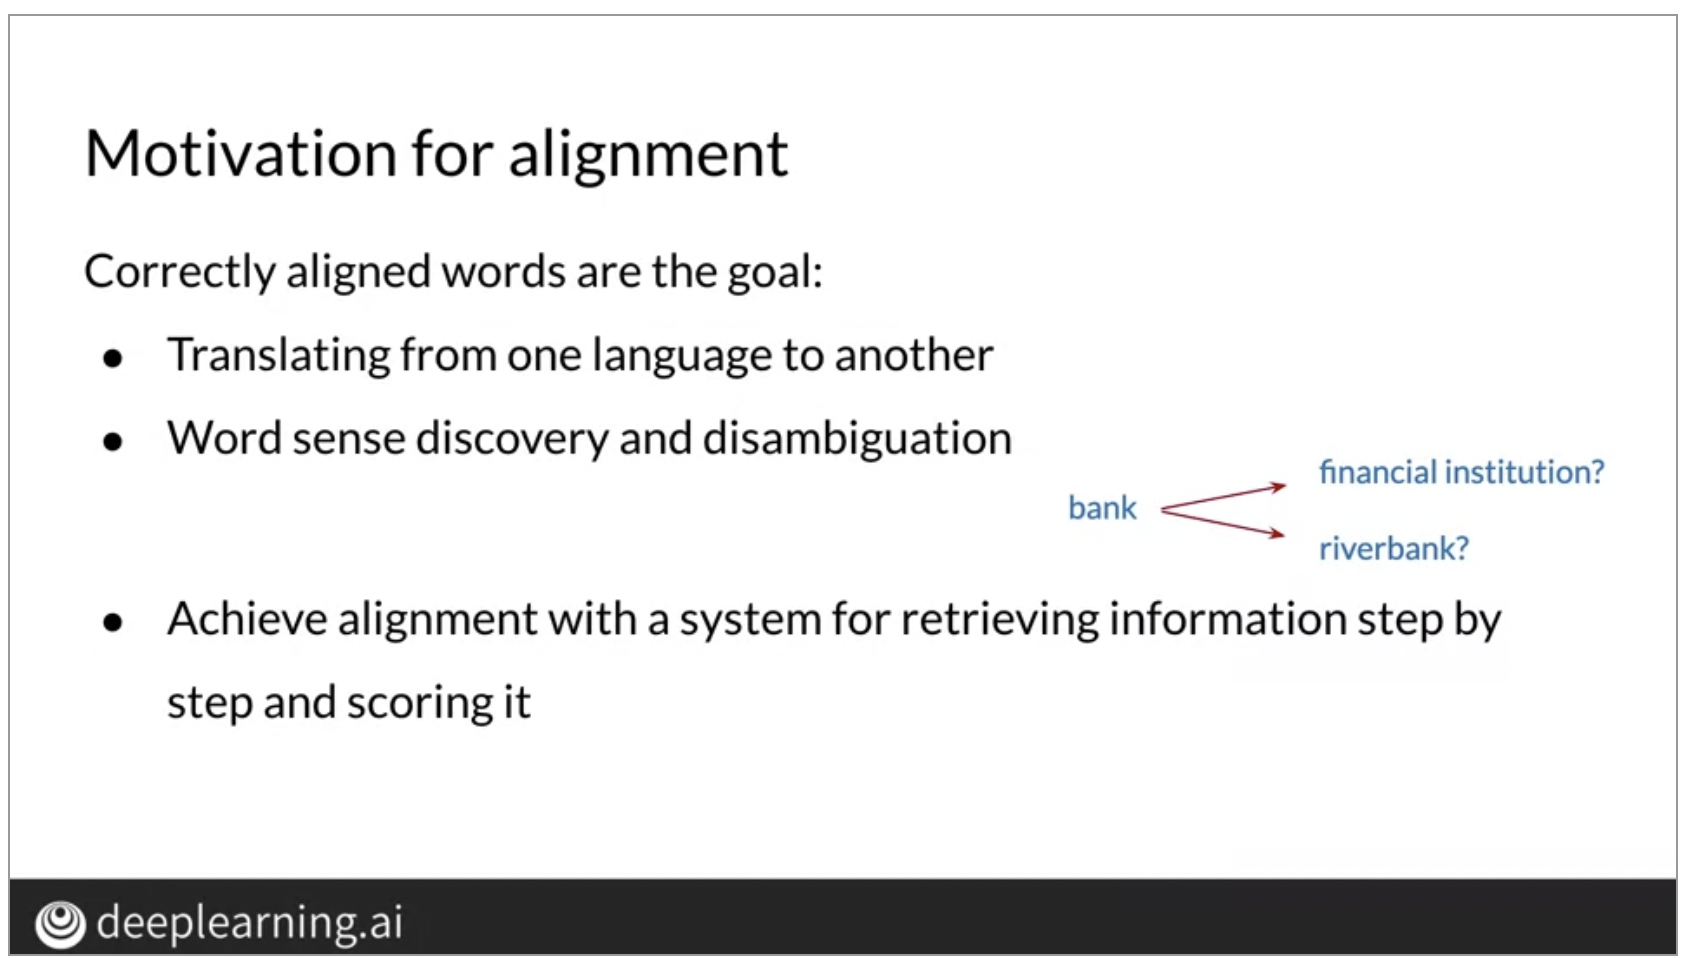 Motivation for alignment
Correctly aligned words are the goal:
● Translating from one language to another
● Word sense discovery and disambiguation
bank
financial institution?
riverbank?
● Achieve alignment with a system for retrieving information step by
step and scoring it
deeplearning.ai